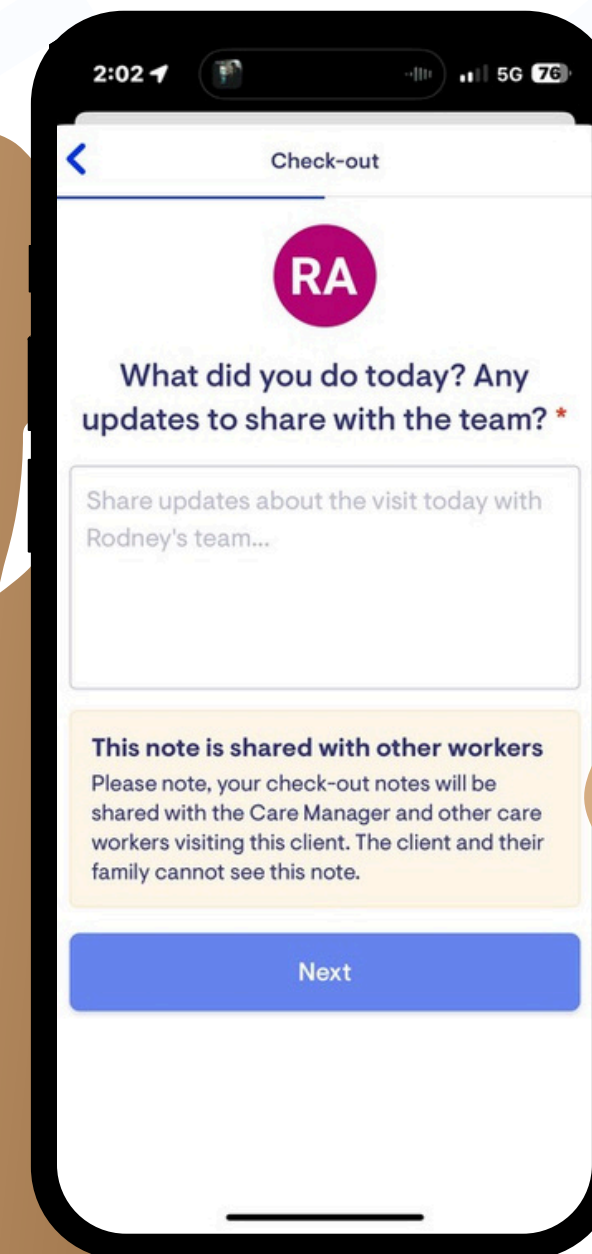 2:02
5G 76
Check-out
RA
What did you do today? Any
updates to share with the team? *
Share updates about the visit today with
Rodney's team...
This note is shared with other workers
Please note, your check-out notes will be
shared with the Care Manager and other care
workers visiting this client. The client and their
family cannot see this note.
Next